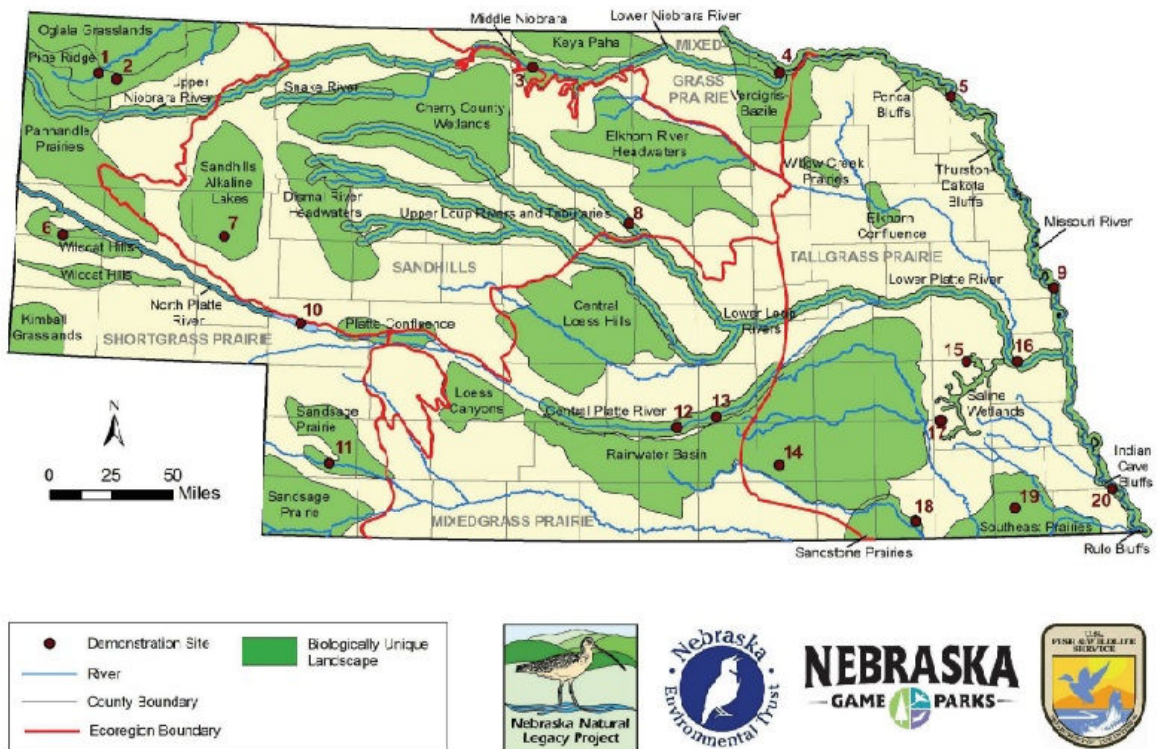 Middle Niobrara
Lower Niobrara River
Oglala Grasslands
Keya Paha
MIXED-
GRASS
PRAIRIE
Pine Ridge
1
2
3
4
5
Upper
Niobrara River
Snake River
Cherry County
Wetlands
Verdigris-
Bazile
Ponca
Bluffs
Panhandle
Prairies
Elkhorn River
Headwaters
Sandhills
Alkaline
Lakes
Willow Creek
Prairies
Thurston-
Dakota
Bluffs
Dismal River
Headwaters
Upper Loup Rivers and Tributaries
8
Elkhorn
Confluence
Missouri River
6
7
Wildcat Hills
SANDHILLS
TALLGRASS PRAIRIE
Wildcat Hills
Lower Platte River
9
North Platte
River
10
Central
Loess Hills
Lower Loup
Rivers
Kimball
Grasslands
SHORTGRASS PRAIRIE
Platte Confluence
15
16
N
Loess
Canyons
Saline
Wetlands
Sandsage
Prairie
Central Platte River
12
13
17
11
Rainwater Basin
14
Indian
Cave
Bluffs
0 25 50
Miles
Sandsage
Prairie
MIXEDGRASS PRAIRIE
18
19
20
Southeast Prairies
Sandstone Prairies
Rulo Bluffs
Demonstration Site
River
County Boundary
Ecoregion Boundary
Biologically Unique
Landscape
Nebraska Natural
Legacy Project
Nebraska
Environmental Trust
NEBRASKA
GAME PARKS
U.S.
FISH & WILDLIFE
SERVICE